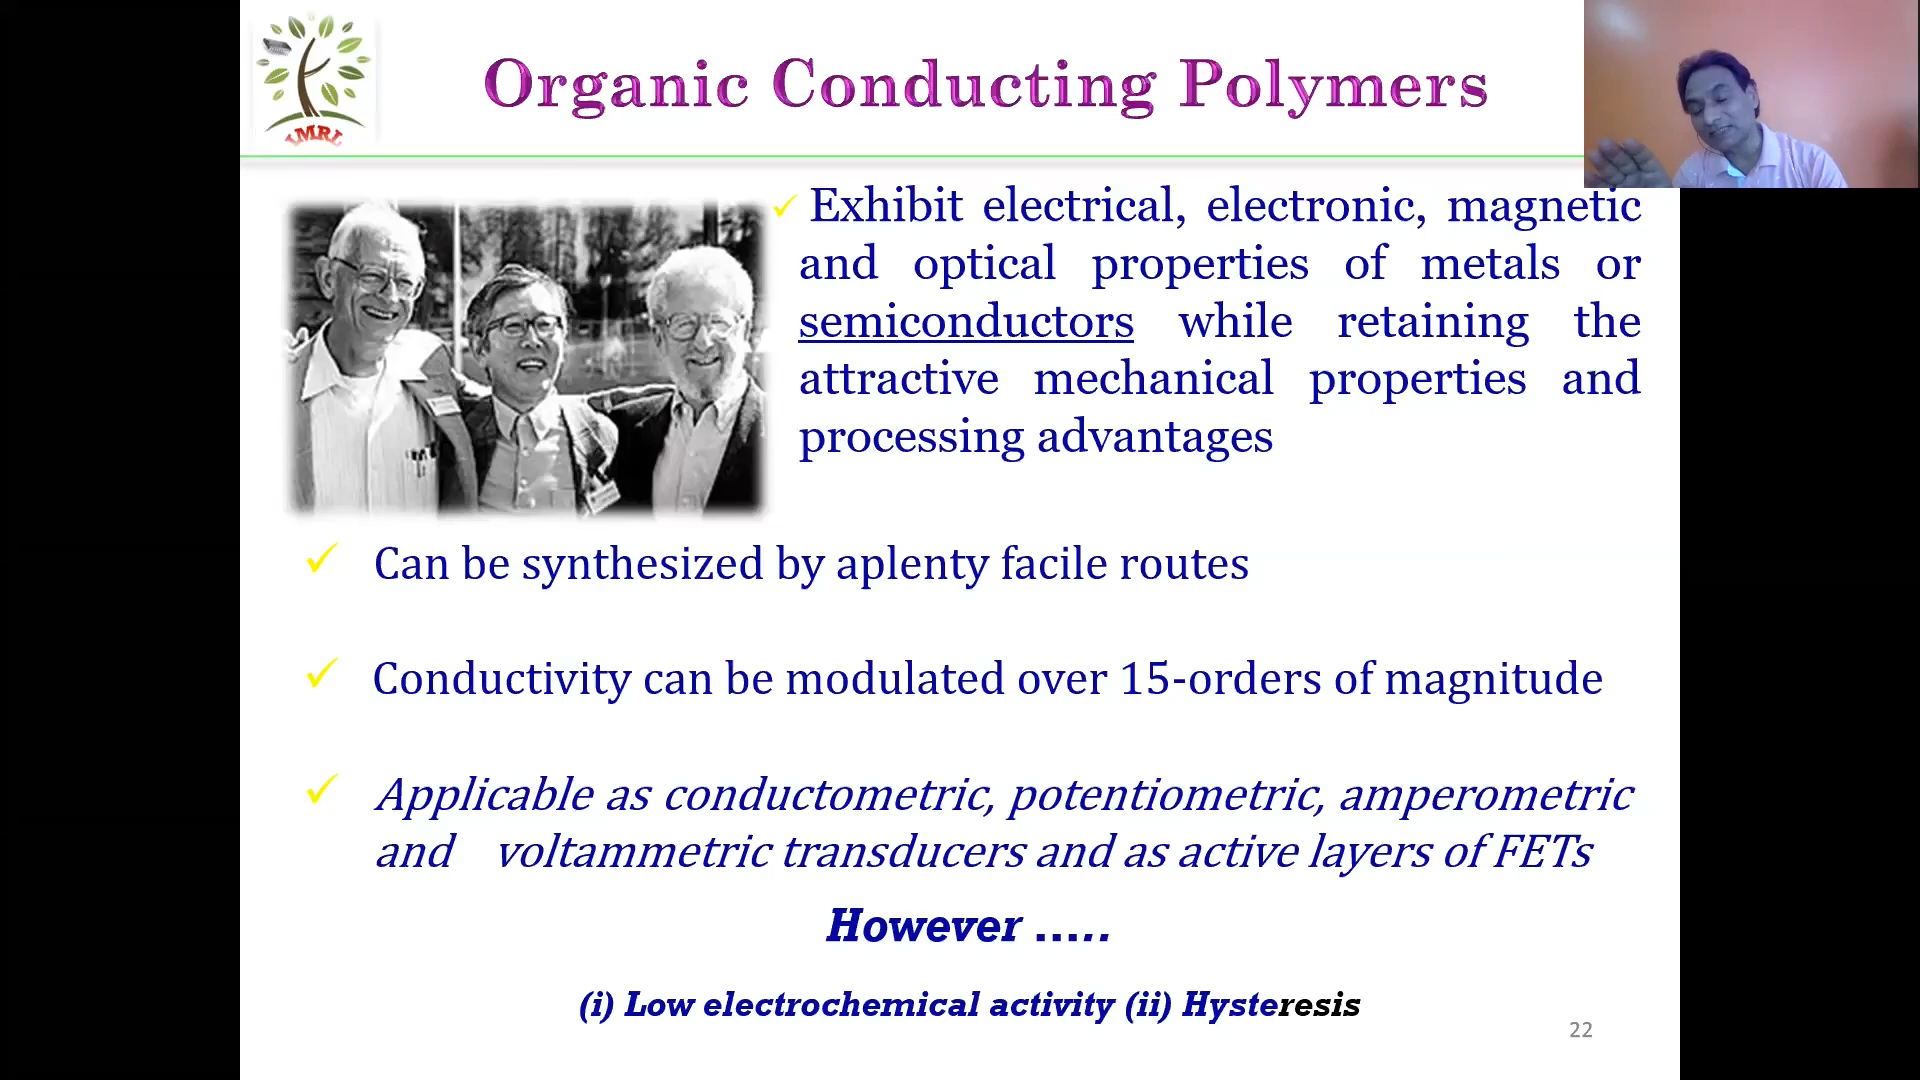 IMRL
Organic Conducting Polymers
Exhibit electrical, electronic, magnetic
and optical properties of metals or
semiconductors while retaining the
attractive mechanical properties and
processing advantages
Can be synthesized by aplenty facile routes
Conductivity can be modulated over 15-orders of magnitude
Applicable as conductometric, potentiometric, amperometric
and voltammetric transducers and as active layers of FETs
However .....
(i) Low electrochemical activity (ii) Hysteresis
22